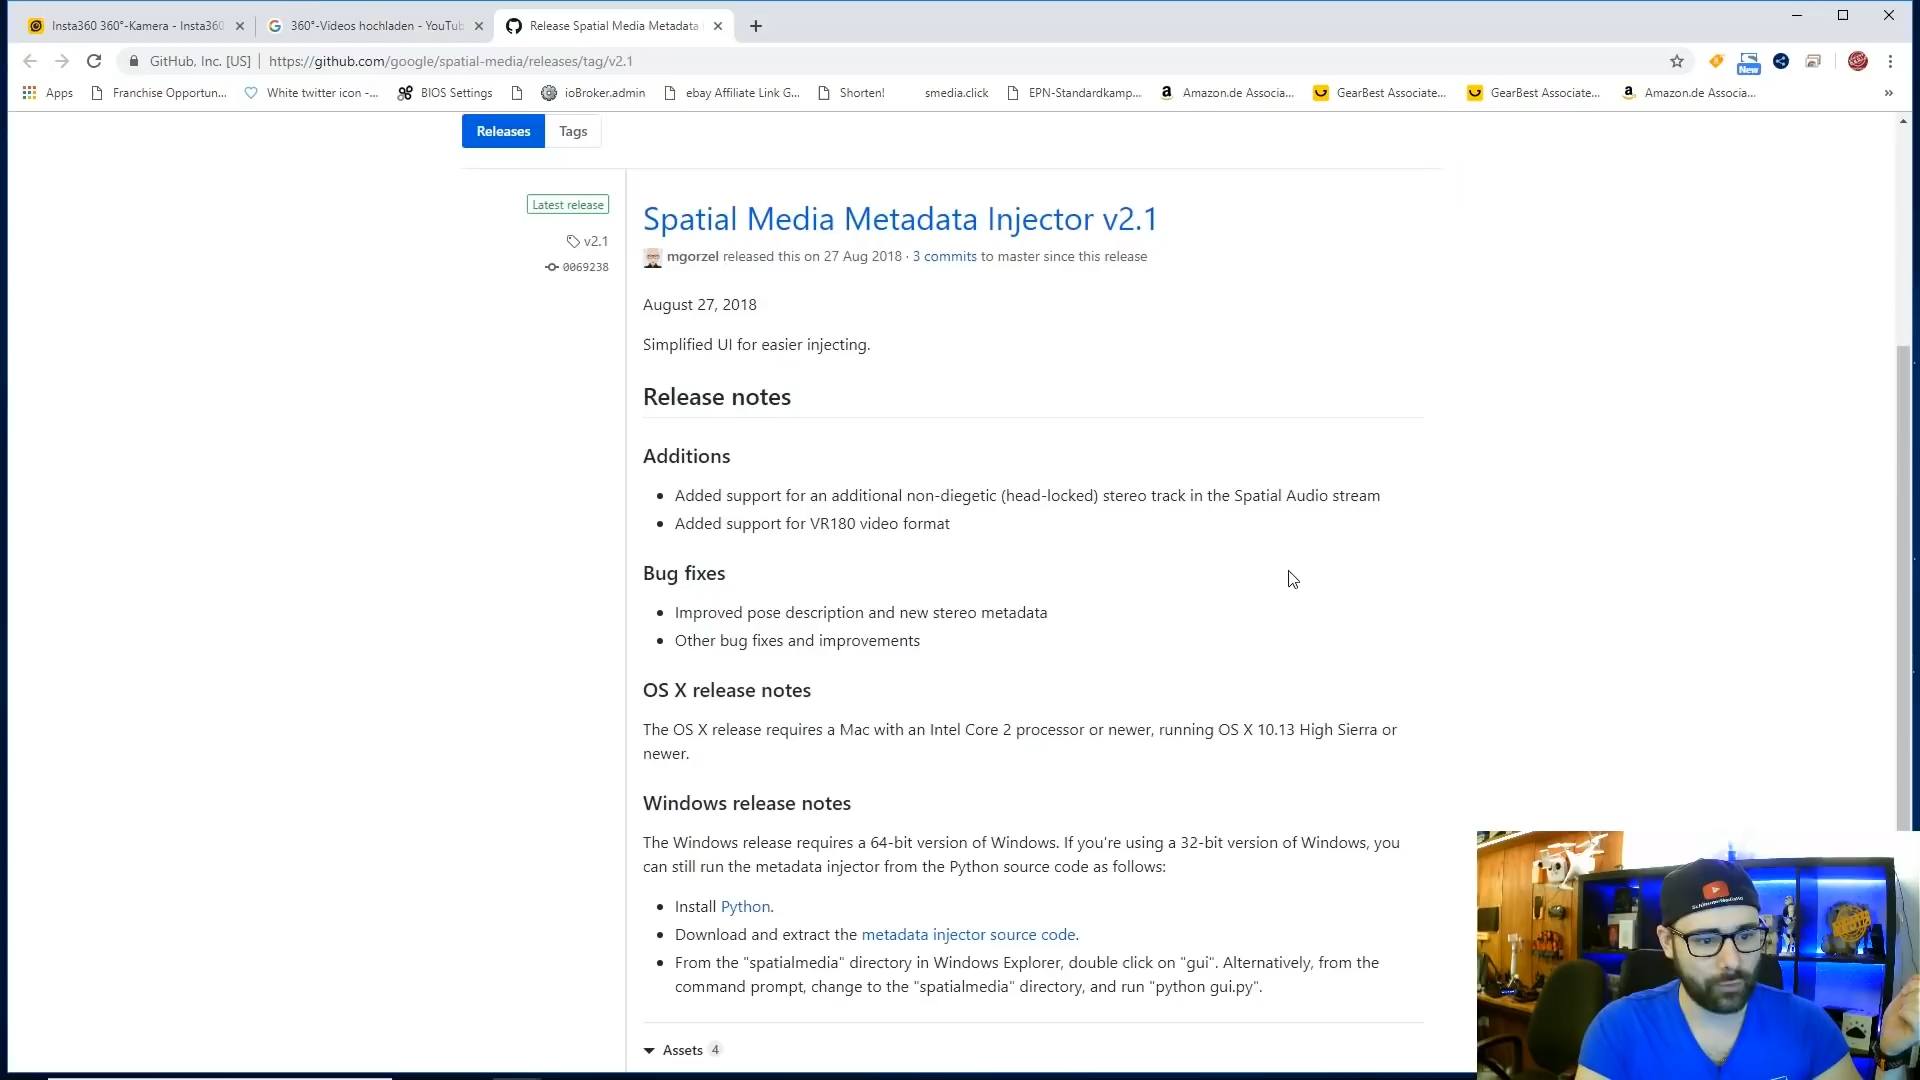 Insta360 360°-Kamera - Insta360
360°-Videos hochladen - YouTub
Release Spatial Media Metadata
GitHub, Inc. [US]
https://github.com/google/spatial-media/releases/tag/v2.1
New
Apps
Franchise Opportun...
White twitter icon -...
BIOS Settings
ioBroker.admin
ebay Affiliate Link G...
Shorten!
smedia.click
EPN-Standardkamp...
Amazon.de Associa...
GearBest Associate...
GearBest Associate...
Amazon.de Associa...
»
Releases
Tags
Latest release
v2.1
0069238
Spatial Media Metadata Injector v2.1
mgorzel released this on 27 Aug 2018 · 3 commits to master since this release
August 27, 2018
Simplified UI for easier injecting.
Release notes
Additions
• Added support for an additional non-diegetic (head-locked) stereo track in the Spatial Audio stream
• Added support for VR180 video format
Bug fixes
• Improved pose description and new stereo metadata
• Other bug fixes and improvements
OS X release notes
The OS X release requires a Mac with an Intel Core 2 processor or newer, running OS X 10.13 High Sierra or
newer.
Windows release notes
The Windows release requires a 64-bit version of Windows. If you're using a 32-bit version of Windows, you
can still run the metadata injector from the Python source code as follows:
• Install Python.
• Download and extract the metadata injector source code.
• From the "spatialmedia" directory in Windows Explorer, double click on "gui". Alternatively, from the
command prompt, change to the "spatialmedia" directory, and run "python gui.py".
Assets 4